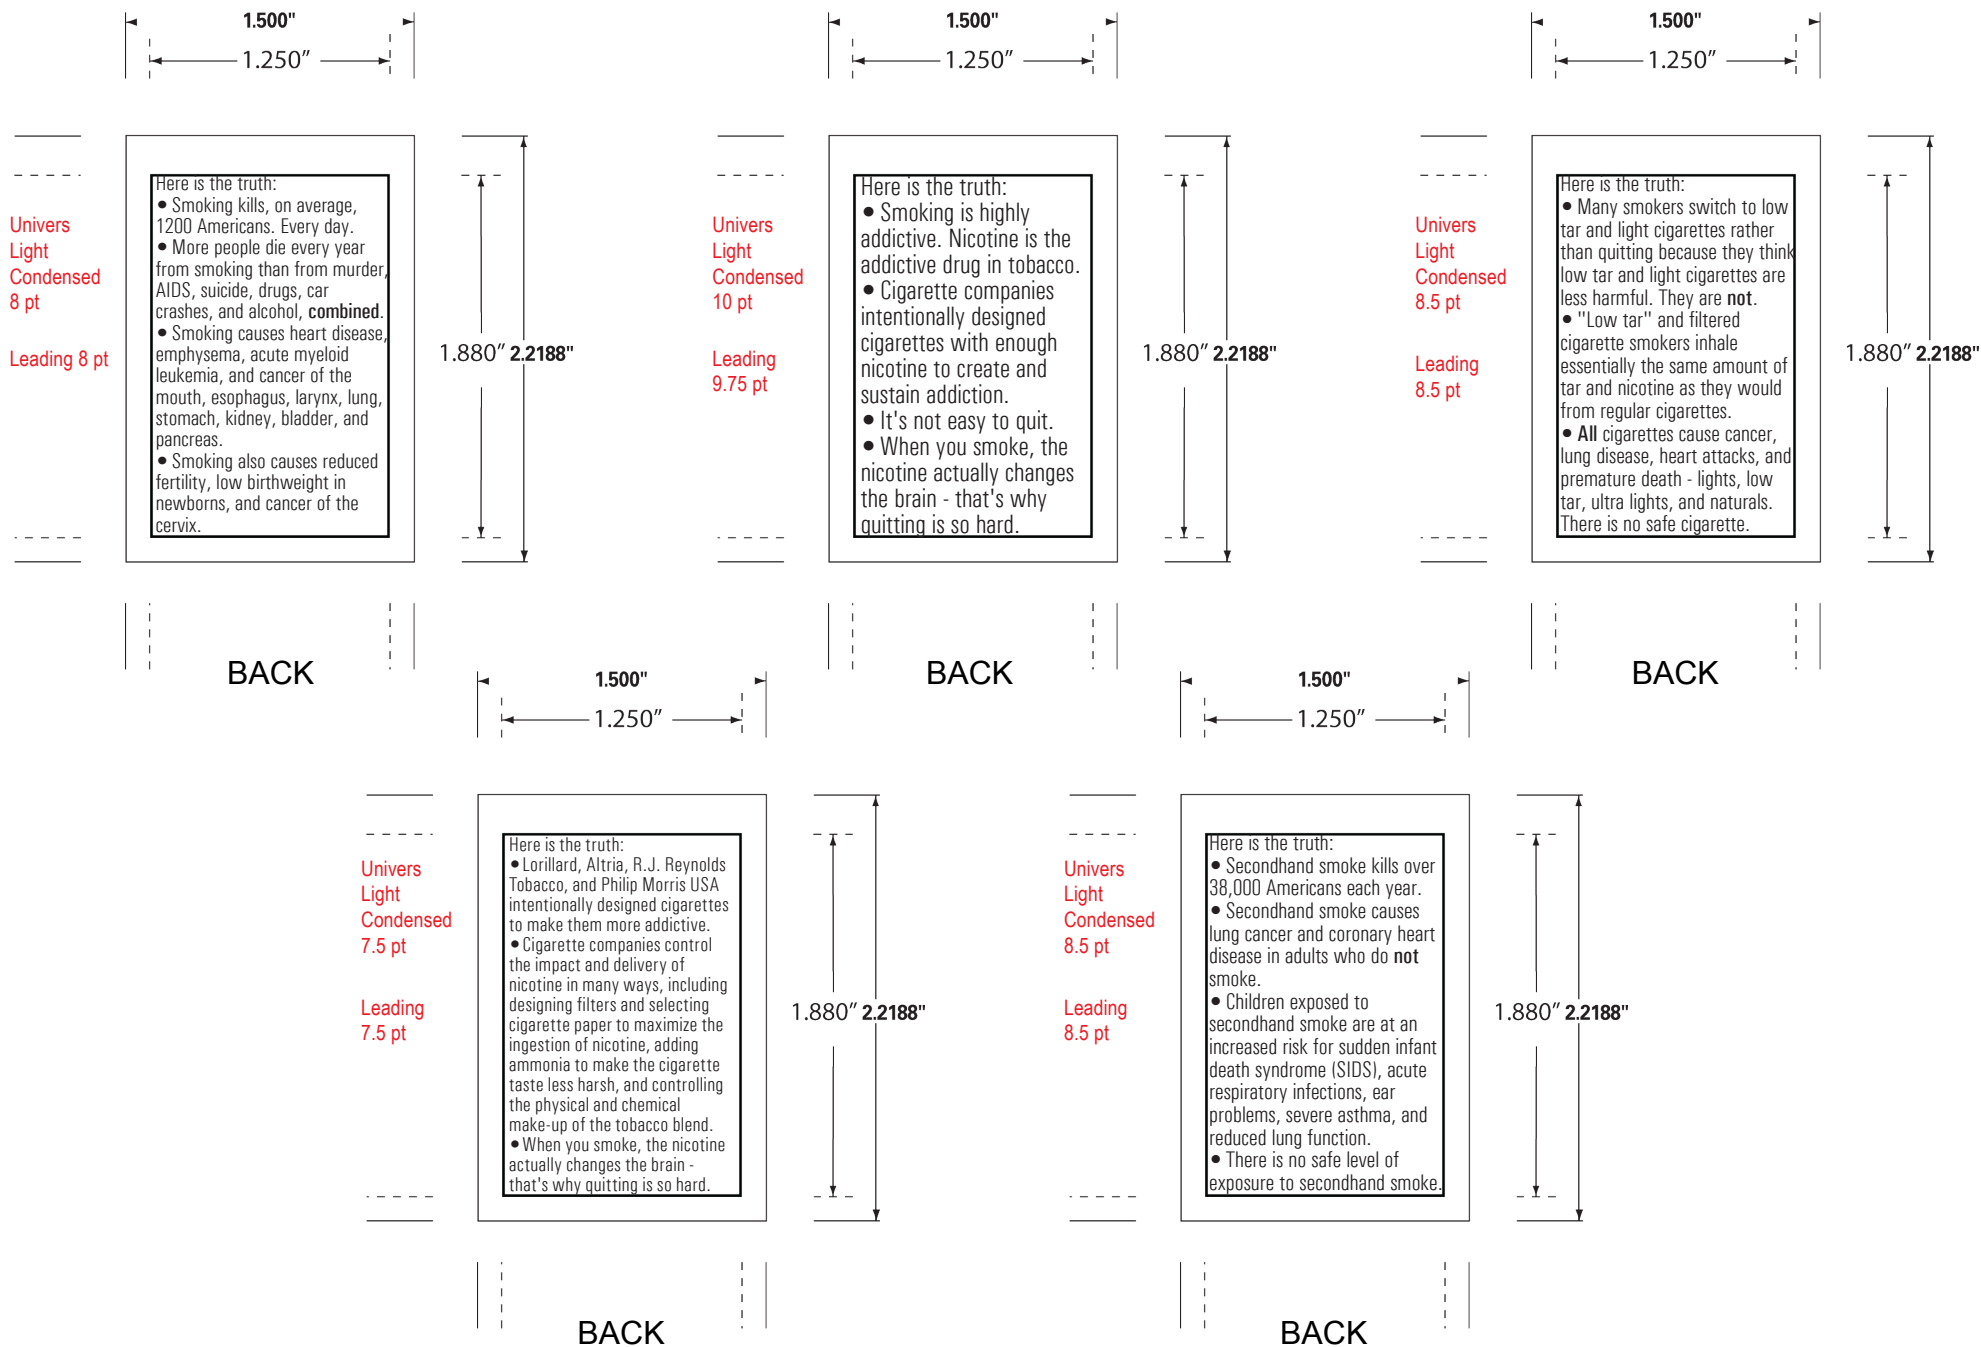 1.500"
1.250"
Univers
Light
Condensed
8 pt
Leading 8 pt
Here is the truth:
• Smoking kills, on average,
1200 Americans. Every day.
• More people die every year
from smoking than from murder,
AIDS, suicide, drugs, car
crashes, and alcohol, combined.
• Smoking causes heart disease,
emphysema, acute myeloid
leukemia, and cancer of the
mouth, esophagus, larynx, lung,
stomach, kidney, bladder, and
pancreas.
• Smoking also causes reduced
fertility, low birthweight in
newborns, and cancer of the
cervix.
1.880" 2.2188"
BACK
1.500"
1.250"
Univers
Light
Condensed
10 pt
Leading
9.75 pt
Here is the truth:
• Smoking is highly
addictive. Nicotine is the
addictive drug in tobacco.
• Cigarette companies
intentionally designed
cigarettes with enough
nicotine to create and
sustain addiction.
• It's not easy to quit.
• When you smoke, the
nicotine actually changes
the brain - that's why
quitting is so hard.
1.880" 2.2188"
BACK
1.500"
1.250"
Univers
Light
Condensed
8.5 pt
Leading
8.5 pt
Here is the truth:
• Many smokers switch to low
tar and light cigarettes rather
than quitting because they think
low tar and light cigarettes are
less harmful. They are not.
• "Low tar" and filtered
cigarette smokers inhale
essentially the same amount of
tar and nicotine as they would
from regular cigarettes.
• All cigarettes cause cancer,
lung disease, heart attacks, and
premature death - lights, low
tar, ultra lights, and naturals.
There is no safe cigarette.
1.880" 2.2188"
BACK
1.500"
1.250"
Univers
Light
Condensed
7.5 pt
Leading
7.5 pt
Here is the truth:
• Lorillard, Altria, R.J. Reynolds
Tobacco, and Philip Morris USA
intentionally designed cigarettes
to make them more addictive.
• Cigarette companies control
the impact and delivery of
nicotine in many ways, including
designing filters and selecting
cigarette paper to maximize the
ingestion of nicotine, adding
ammonia to make the cigarette
taste less harsh, and controlling
the physical and chemical
make-up of the tobacco blend.
• When you smoke, the nicotine
actually changes the brain -
that's why quitting is so hard.
1.880" 2.2188"
BACK
1.500"
1.250"
Univers
Light
Condensed
8.5 pt
Leading
8.5 pt
Here is the truth:
• Secondhand smoke kills over
38,000 Americans each year.
• Secondhand smoke causes
lung cancer and coronary heart
disease in adults who do not
smoke.
• Children exposed to
secondhand smoke are at an
increased risk for sudden infant
death syndrome (SIDS), acute
respiratory infections, ear
problems, severe asthma, and
reduced lung function.
• There is no safe level of
exposure to secondhand smoke.
1.880" 2.2188"
BACK